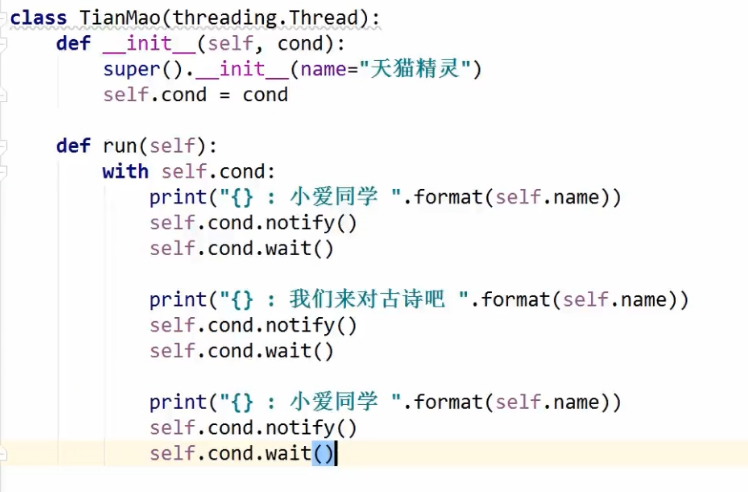 class TianMao(threading.Thread):
    def __init__(self, cond):
        super().__init__(name="天猫精灵")
        self.cond = cond

    def run(self):
        with self.cond:
            print("{} : 小爱同学 ".format(self.name))
            self.cond.notify()
            self.cond.wait()

            print("{} : 我们来对古诗吧 ".format(self.name))
            self.cond.notify()
            self.cond.wait()

            print("{} : 小爱同学 ".format(self.name))
            self.cond.notify()
            self.cond.wait()